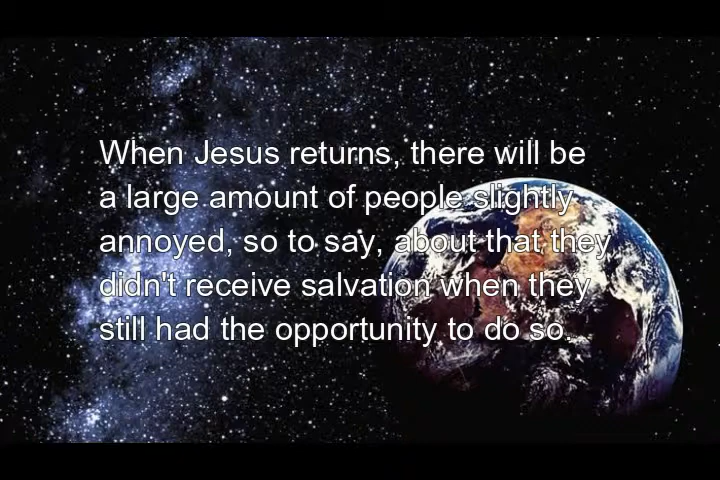 When Jesus returns, there will be
a large amount of people slightly
annoyed, so to say, about that they
didn't receive salvation when they
still had the opportunity to do so.